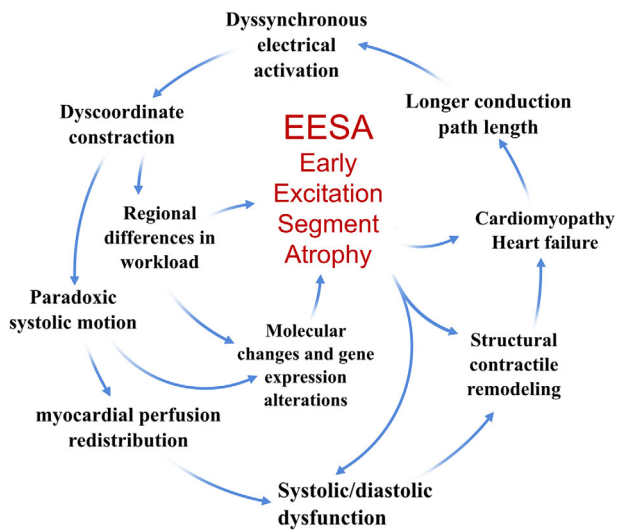 Dyssynchronous
electrical
activation
Dyscoordinate
constraction
Longer conduction
path length
EESA
Early
Excitation
Segment
Atrophy
Regional
differences in
workload
Cardiomyopathy
Heart failure
Paradoxic
systolic motion
Molecular
changes and gene
expression
alterations
Structural
contractile
remodeling
myocardial perfusion
redistribution
Systolic/diastolic
dysfunction